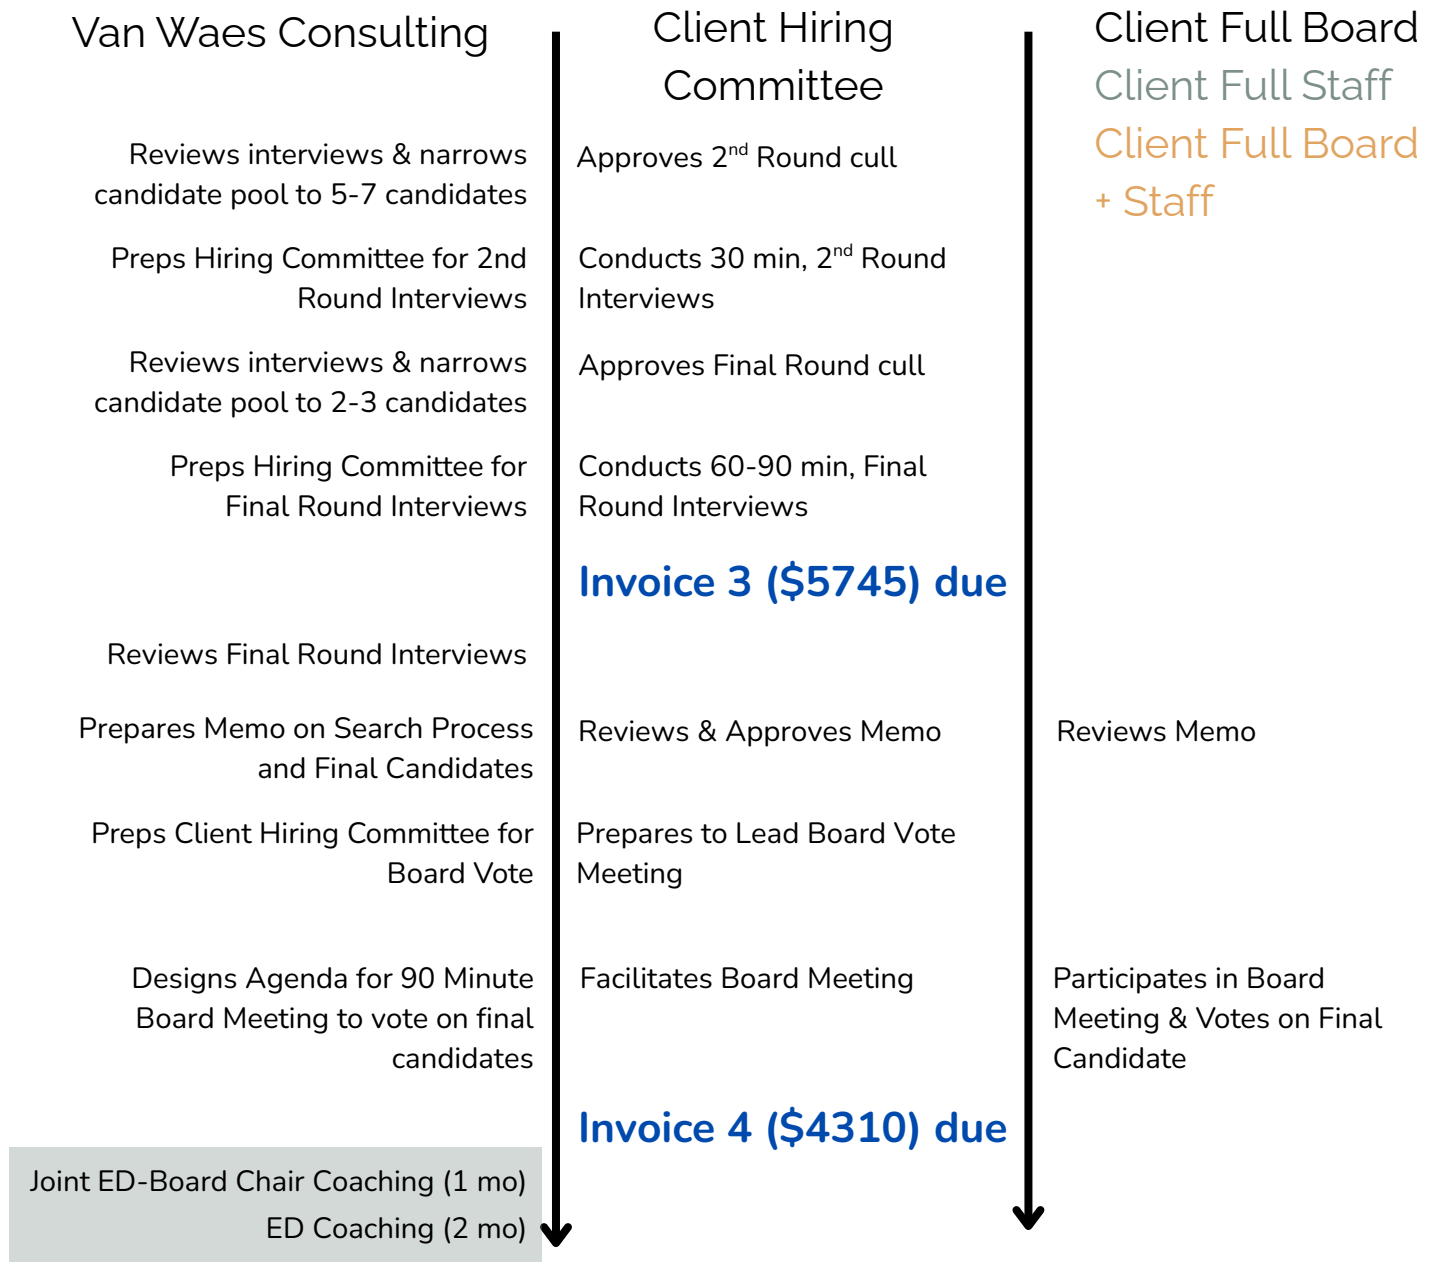 Van Waes Consulting
Client Hiring
Committee
Client Full Board
Client Full Staff
Client Full Board
+ Staff
Reviews interviews & narrows
candidate pool to 5-7 candidates
Approves 2nd Round cull
Preps Hiring Committee for 2nd
Round Interviews
Conducts 30 min, 2nd Round
Interviews
Reviews interviews & narrows
candidate pool to 2-3 candidates
Approves Final Round cull
Preps Hiring Committee for
Final Round Interviews
Conducts 60-90 min, Final
Round Interviews
Invoice 3 ($5745) due
Reviews Final Round Interviews
Prepares Memo on Search Process
and Final Candidates
Reviews & Approves Memo
Reviews Memo
Preps Client Hiring Committee for
Board Vote
Prepares to Lead Board Vote
Meeting
Designs Agenda for 90 Minute
Board Meeting to vote on final
candidates
Facilitates Board Meeting
Participates in Board
Meeting & Votes on Final
Candidate
Invoice 4 ($4310) due
Joint ED-Board Chair Coaching (1 mo)
ED Coaching (2 mo)